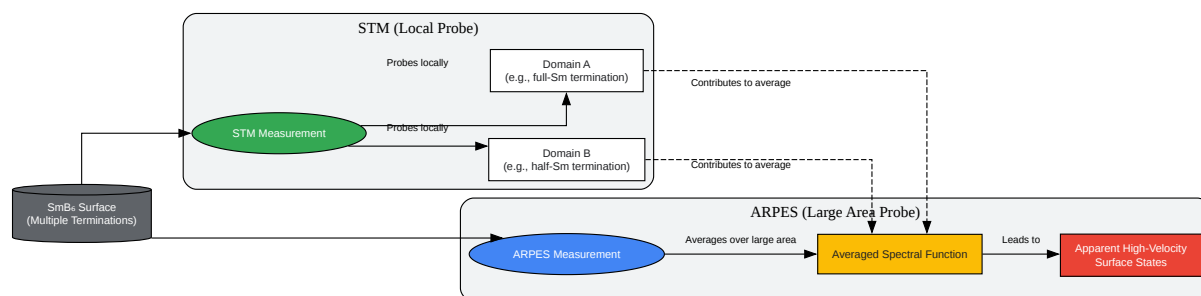 STM (Local Probe)
Probes locally
Domain A
(e.g., full-Sm termination)
Contributes to average
STM Measurement
Probes locally
Domain B
(e.g., half-Sm termination)
Contributes to average
SmB₆ Surface
(Multiple Terminations)
ARPES (Large Area Probe)
ARPES Measurement
Averages over large area
Averaged Spectral Function
Leads to
Apparent High-Velocity
Surface States